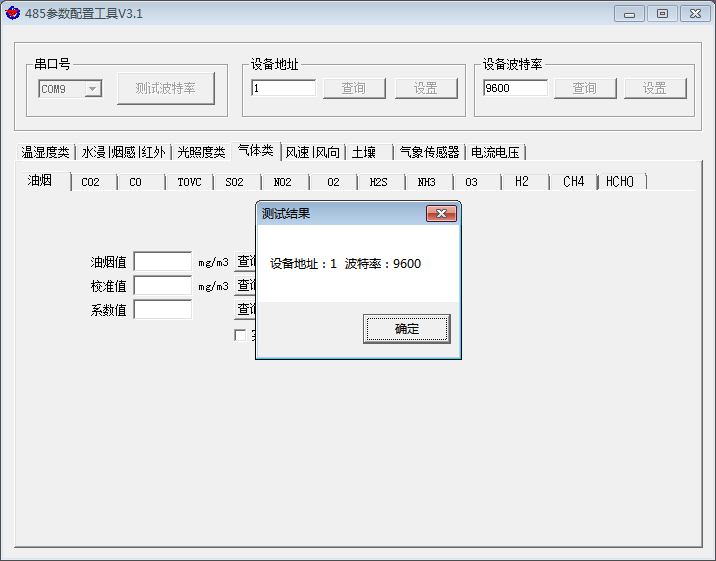 485参数配置工具V3.1
串口号
COM9
测试波特率
设备地址
1
查询
设置
设备波特率
9600
查询
设置
温湿度类
水浸|烟感|红外
光照度类
气体类
风速|风向
土壤
气象传感器
电流电压
油烟
CO2
CO
TOVC
SO2
NO2
O2
H2S
NH3
O3
H2
CH4
HCHO
测试结果
设备地址：1 波特率：9600
确定
油烟值
mg/m3
查询
校准值
mg/m3
查询
系数值
查询